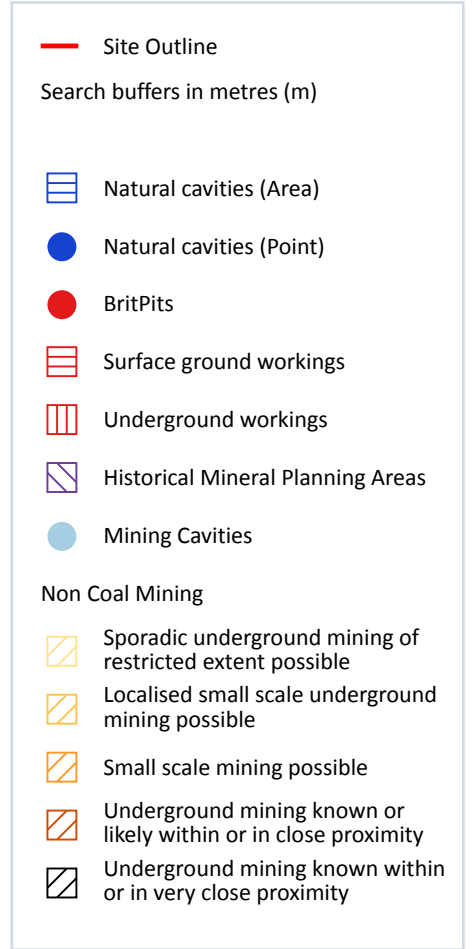 Site Outline
Search buffers in metres (m)
Natural cavities (Area)
Natural cavities (Point)
BritPits
Surface ground workings
Underground workings
Historical Mineral Planning Areas
Mining Cavities
Non Coal Mining
Sporadic underground mining of
restricted extent possible
Localised small scale underground
mining possible
Small scale mining possible
Underground mining known or
likely within or in close proximity
Underground mining known within
or in very close proximity